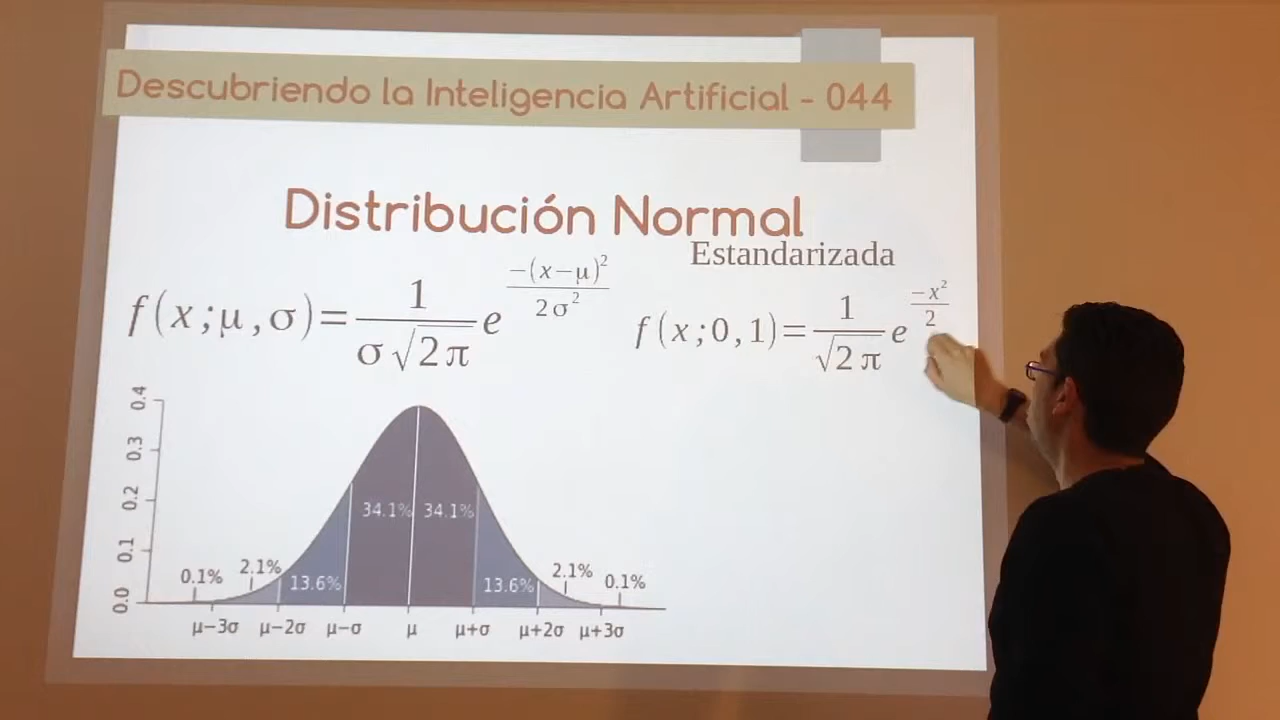 Descubriendo la Inteligencia Artificial - 044
Distribución Normal
Estandarizada
f(x;μ,σ)=1/(σ√2π) e^(−(x−μ)²/2σ²)
f(x;0,1)=1/√2π e^(−x²/2)
0.4
0.3
0.2
0.1
0.0
34.1% 34.1%
0.1% 2.1% 13.6% 13.6% 2.1% 0.1%
μ−3σ μ−2σ μ−σ μ μ+σ μ+2σ μ+3σ